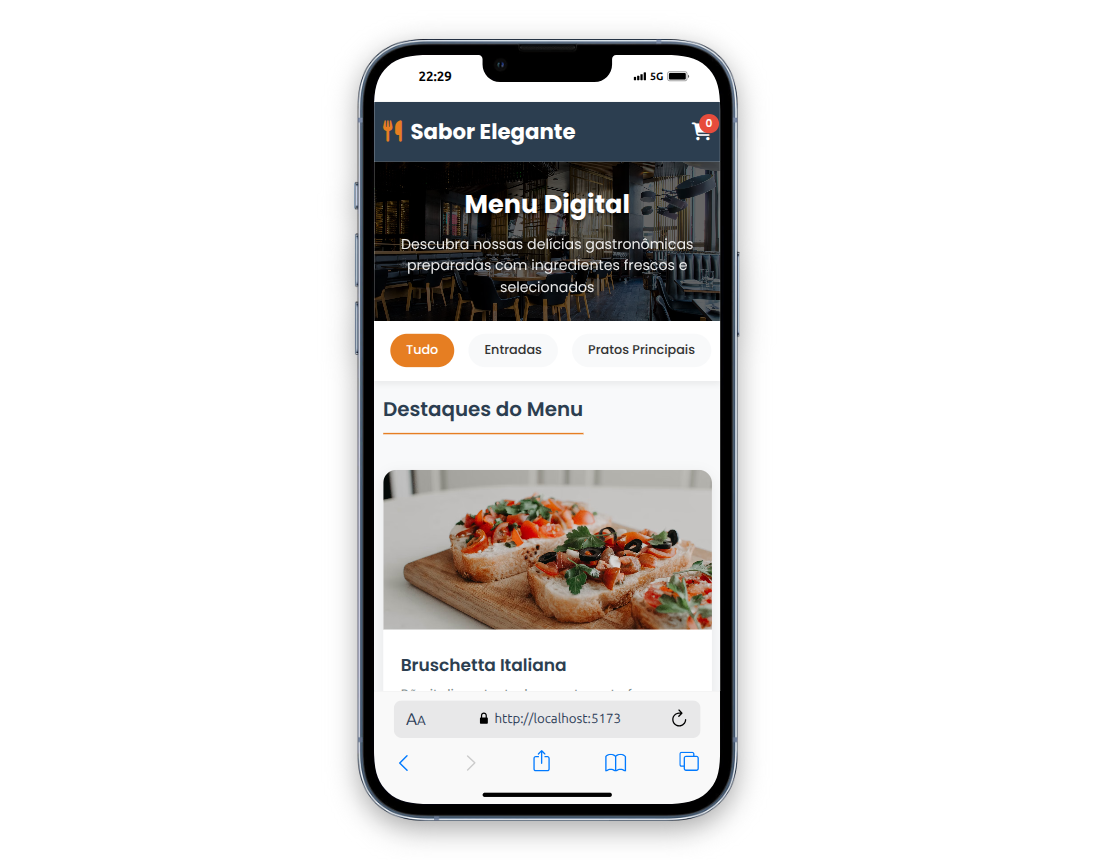 22:29
5G
Sabor Elegante
0
Menu Digital
Descubra nossas delícias gastronômicas
preparadas com ingredientes frescos e
selecionados
Tudo
Entradas
Pratos Principais
Destaques do Menu
Bruschetta Italiana
AA
http://localhost:5173